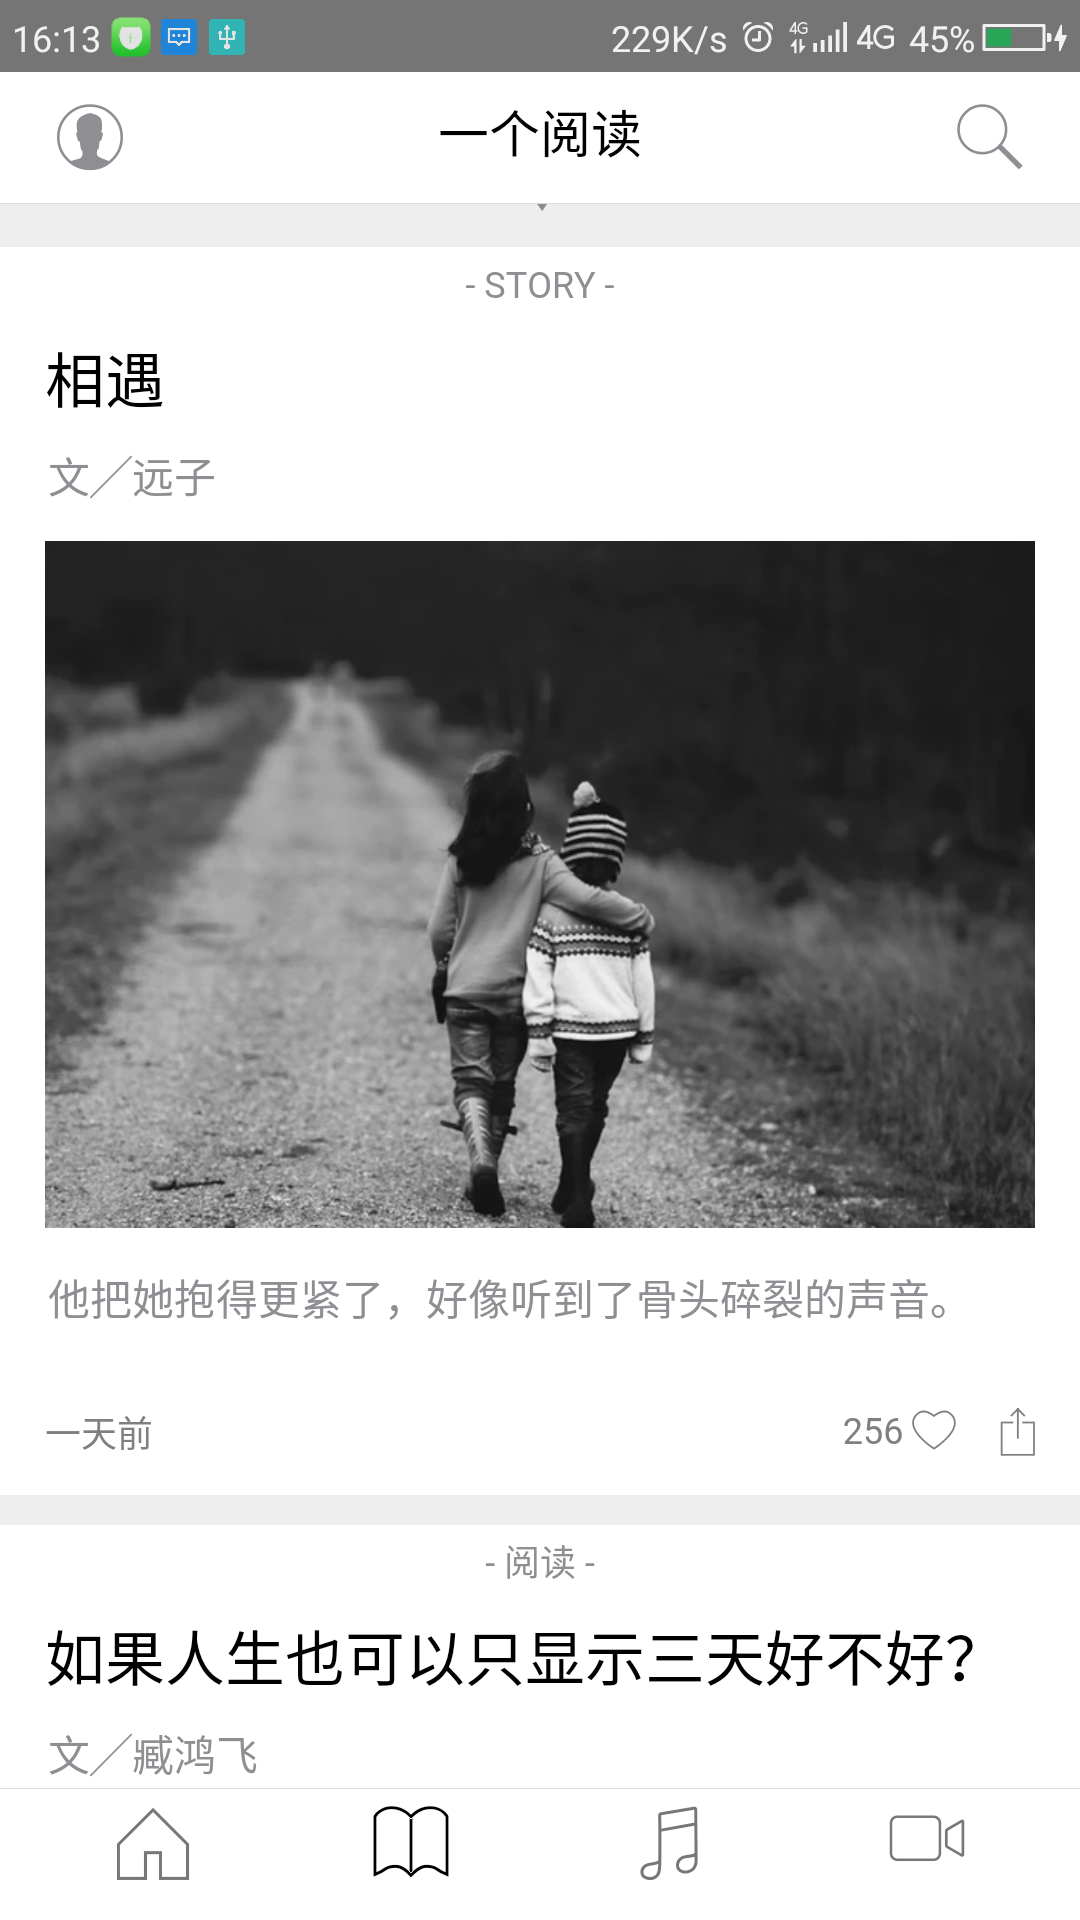 16:13 229K/s 4G 4G 45%
一个阅读
- STORY -
相遇
文／远子
他把她抱得更紧了，好像听到了骨头碎裂的声音。
一天前 256
- 阅读 -
如果人生也可以只显示三天好不好？
文／臧鸿飞